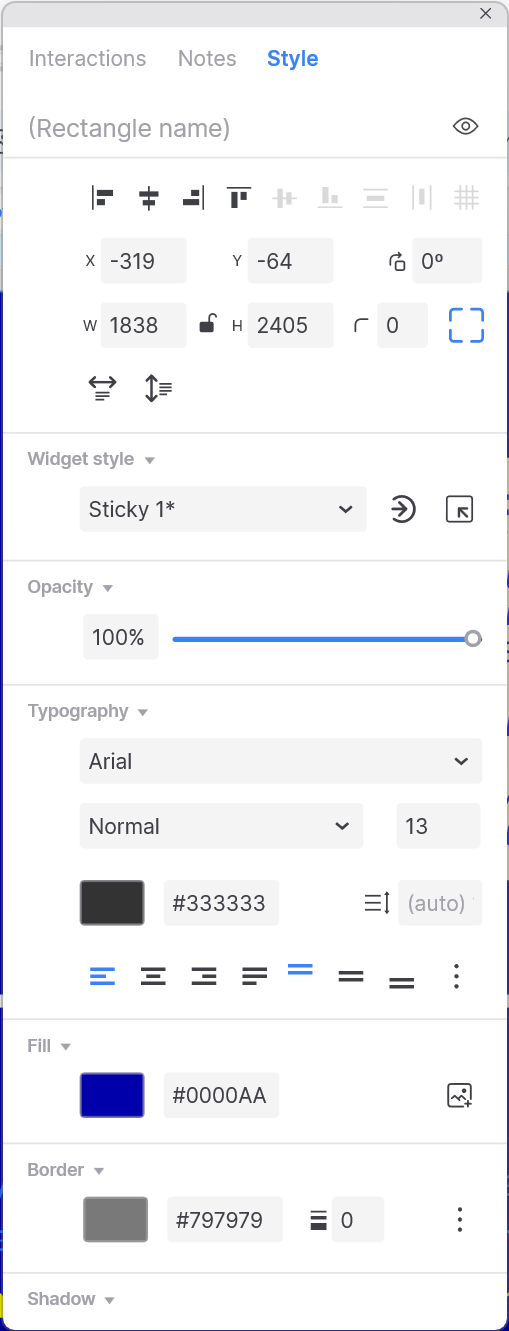 Interactions Notes Style
(Rectangle name)
X -319 Y -64 0º
W 1838 H 2405 0
Widget style
Sticky 1*
Opacity
100%
Typography
Arial
Normal 13
#333333 (auto)
Fill
#0000AA
Border
#797979 0
Shadow